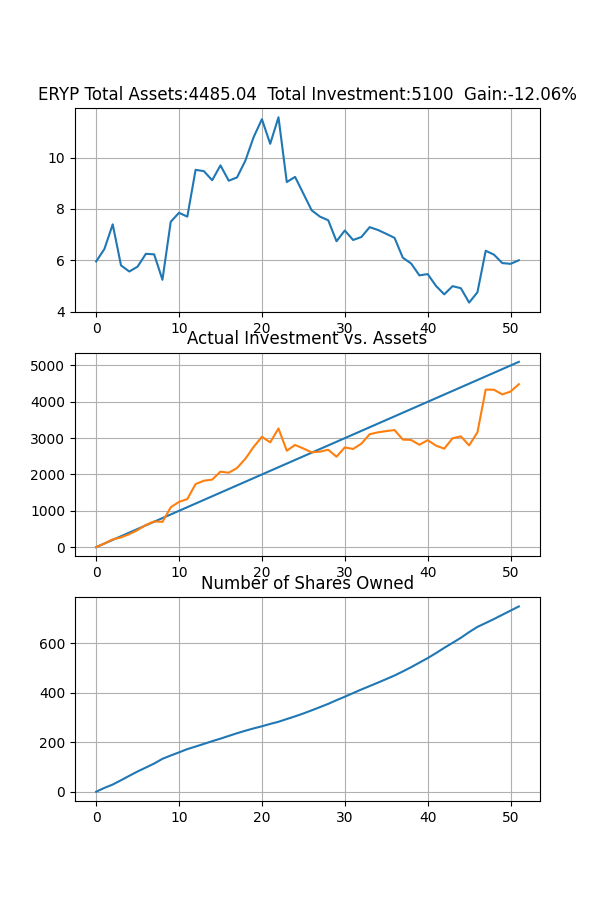 ERYP Total Assets:4485.04  Total Investment:5100  Gain:-12.06%
10
8
6
4
0 10 20 30 40 50
Actual Investment vs. Assets
5000
4000
3000
2000
1000
0
0 10 20 30 40 50
Number of Shares Owned
600
400
200
0
0 10 20 30 40 50